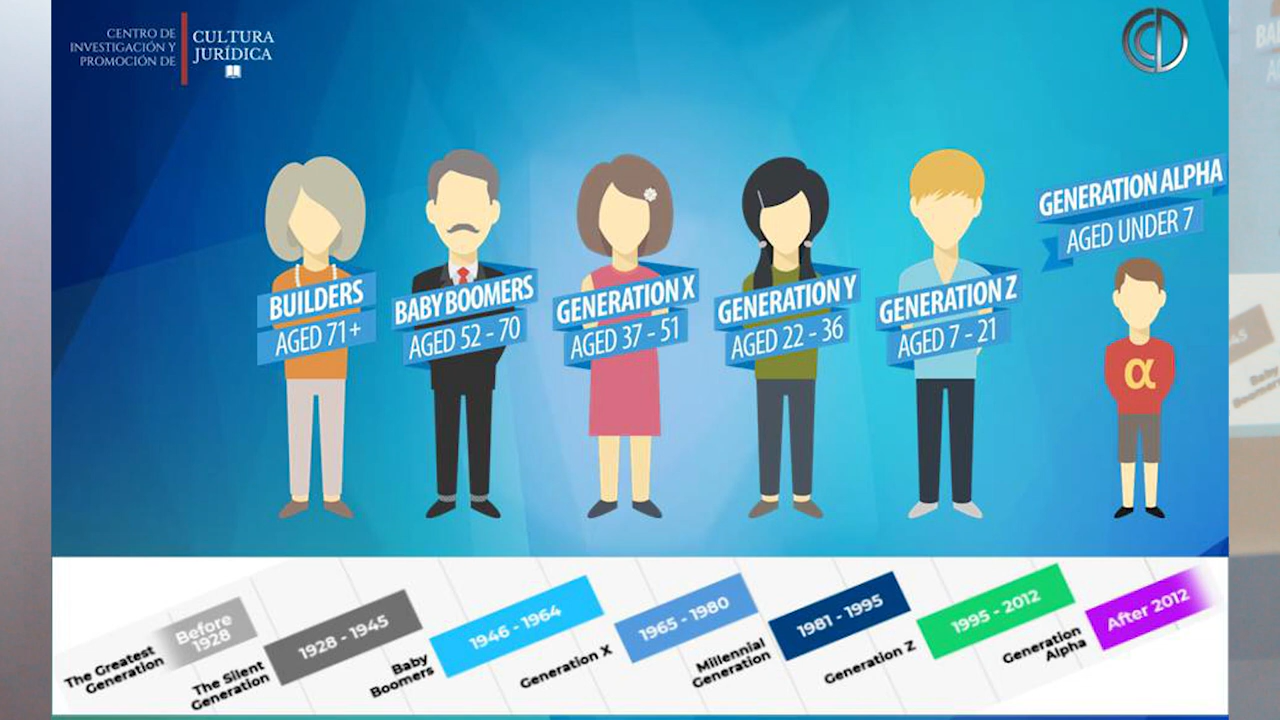 CENTRO DE
INVESTIGACIÓN Y
PROMOCIÓN DE
CULTURA
JURÍDICA
BUILDERS
AGED 71+
BABY BOOMERS
AGED 52 - 70
GENERATION X
AGED 37 - 51
GENERATION Y
AGED 22 - 36
GENERATION Z
AGED 7 - 21
GENERATION ALPHA
AGED UNDER 7
α
The Greatest
Generation
Before
1928
The Silent
Generation
1928 - 1945
Baby
Boomers
1946 - 1964
Generation X
1965 - 1980
Millennial
Generation
1981 - 1995
Generation Z
1995 - 2012
Generation
Alpha
After 2012